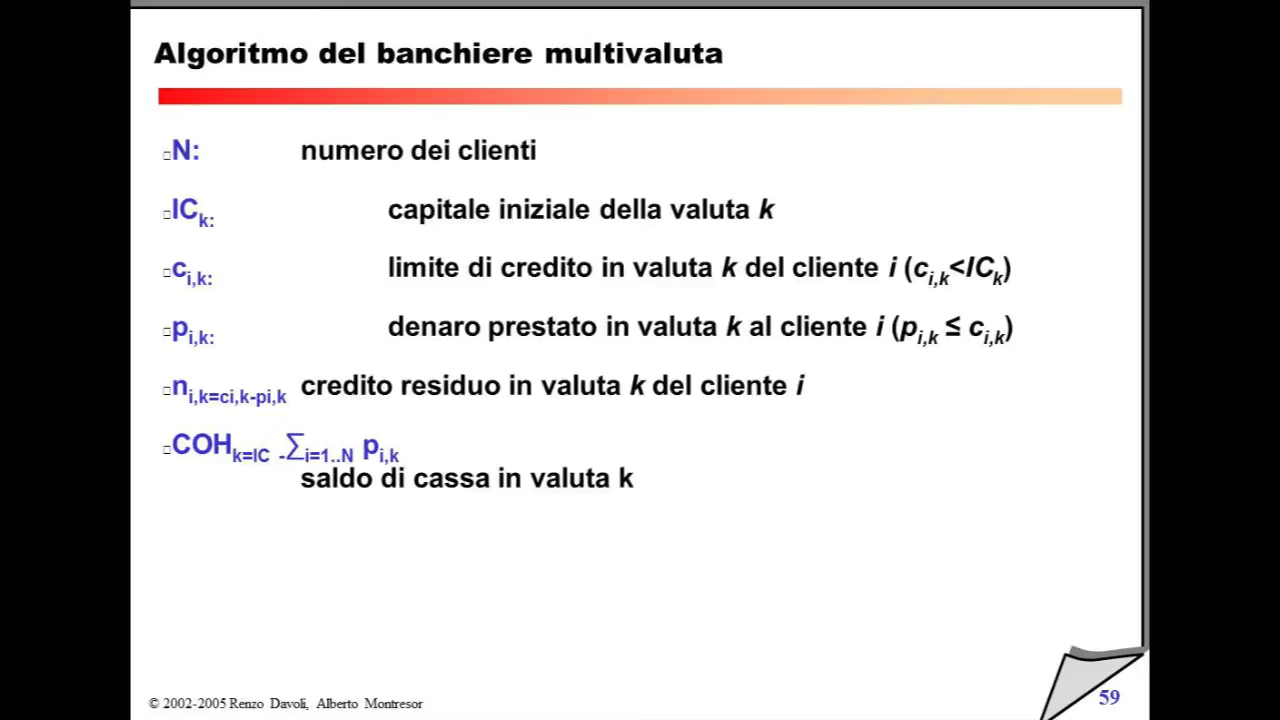 Algoritmo del banchiere multivaluta
N: numero dei clienti
ICk: capitale iniziale della valuta k
ci,k: limite di credito in valuta k del cliente i (ci,k<ICk)
pi,k: denaro prestato in valuta k al cliente i (pi,k ≤ ci,k)
ni,k=ci,k-pi,k credito residuo in valuta k del cliente i
COHk=IC -∑i=1..N pi,k
saldo di cassa in valuta k
© 2002-2005 Renzo Davoli, Alberto Montresor
59